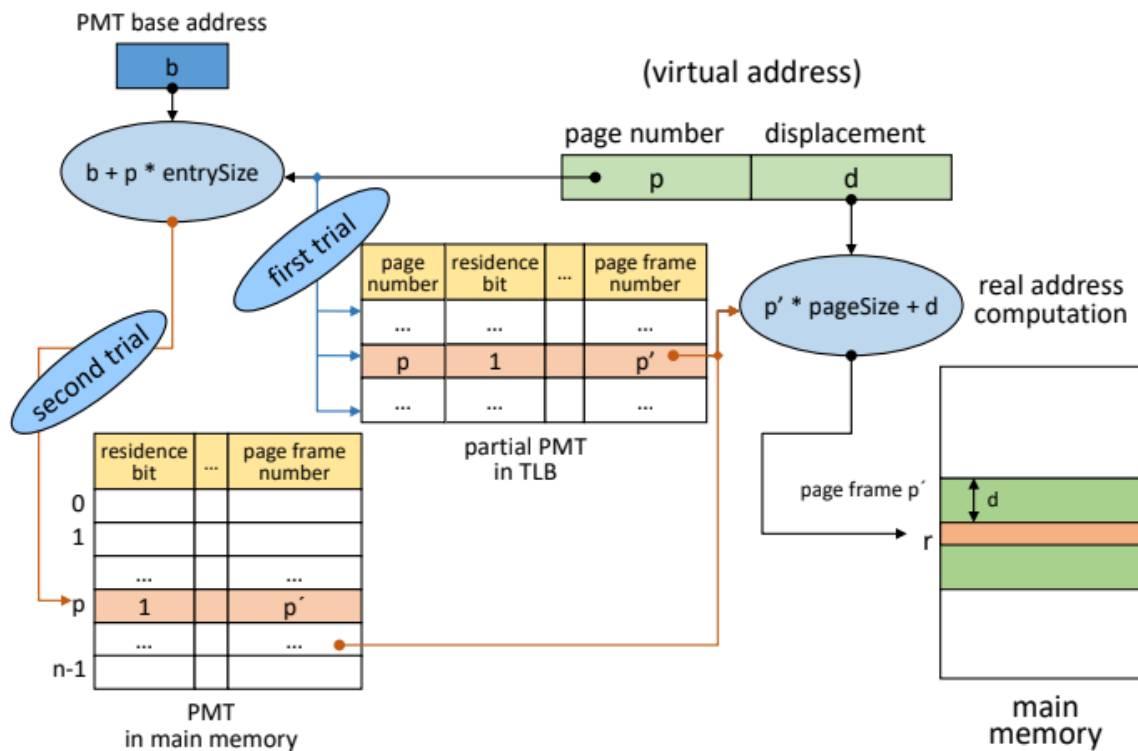 PMT base address
b
(virtual address)
page number
displacement
p
d
b + p * entrySize
first trial
page
number
residence
bit
...
page frame
number
...
...
...
p
1
p’
...
...
...
partial PMT
in TLB
p’ * pageSize + d
real address
computation
second trial
residence
bit
...
page frame
number
0
1
...
...
p
1
p´
...
...
n-1
PMT
in main memory
page frame p´
d
r
main
memory